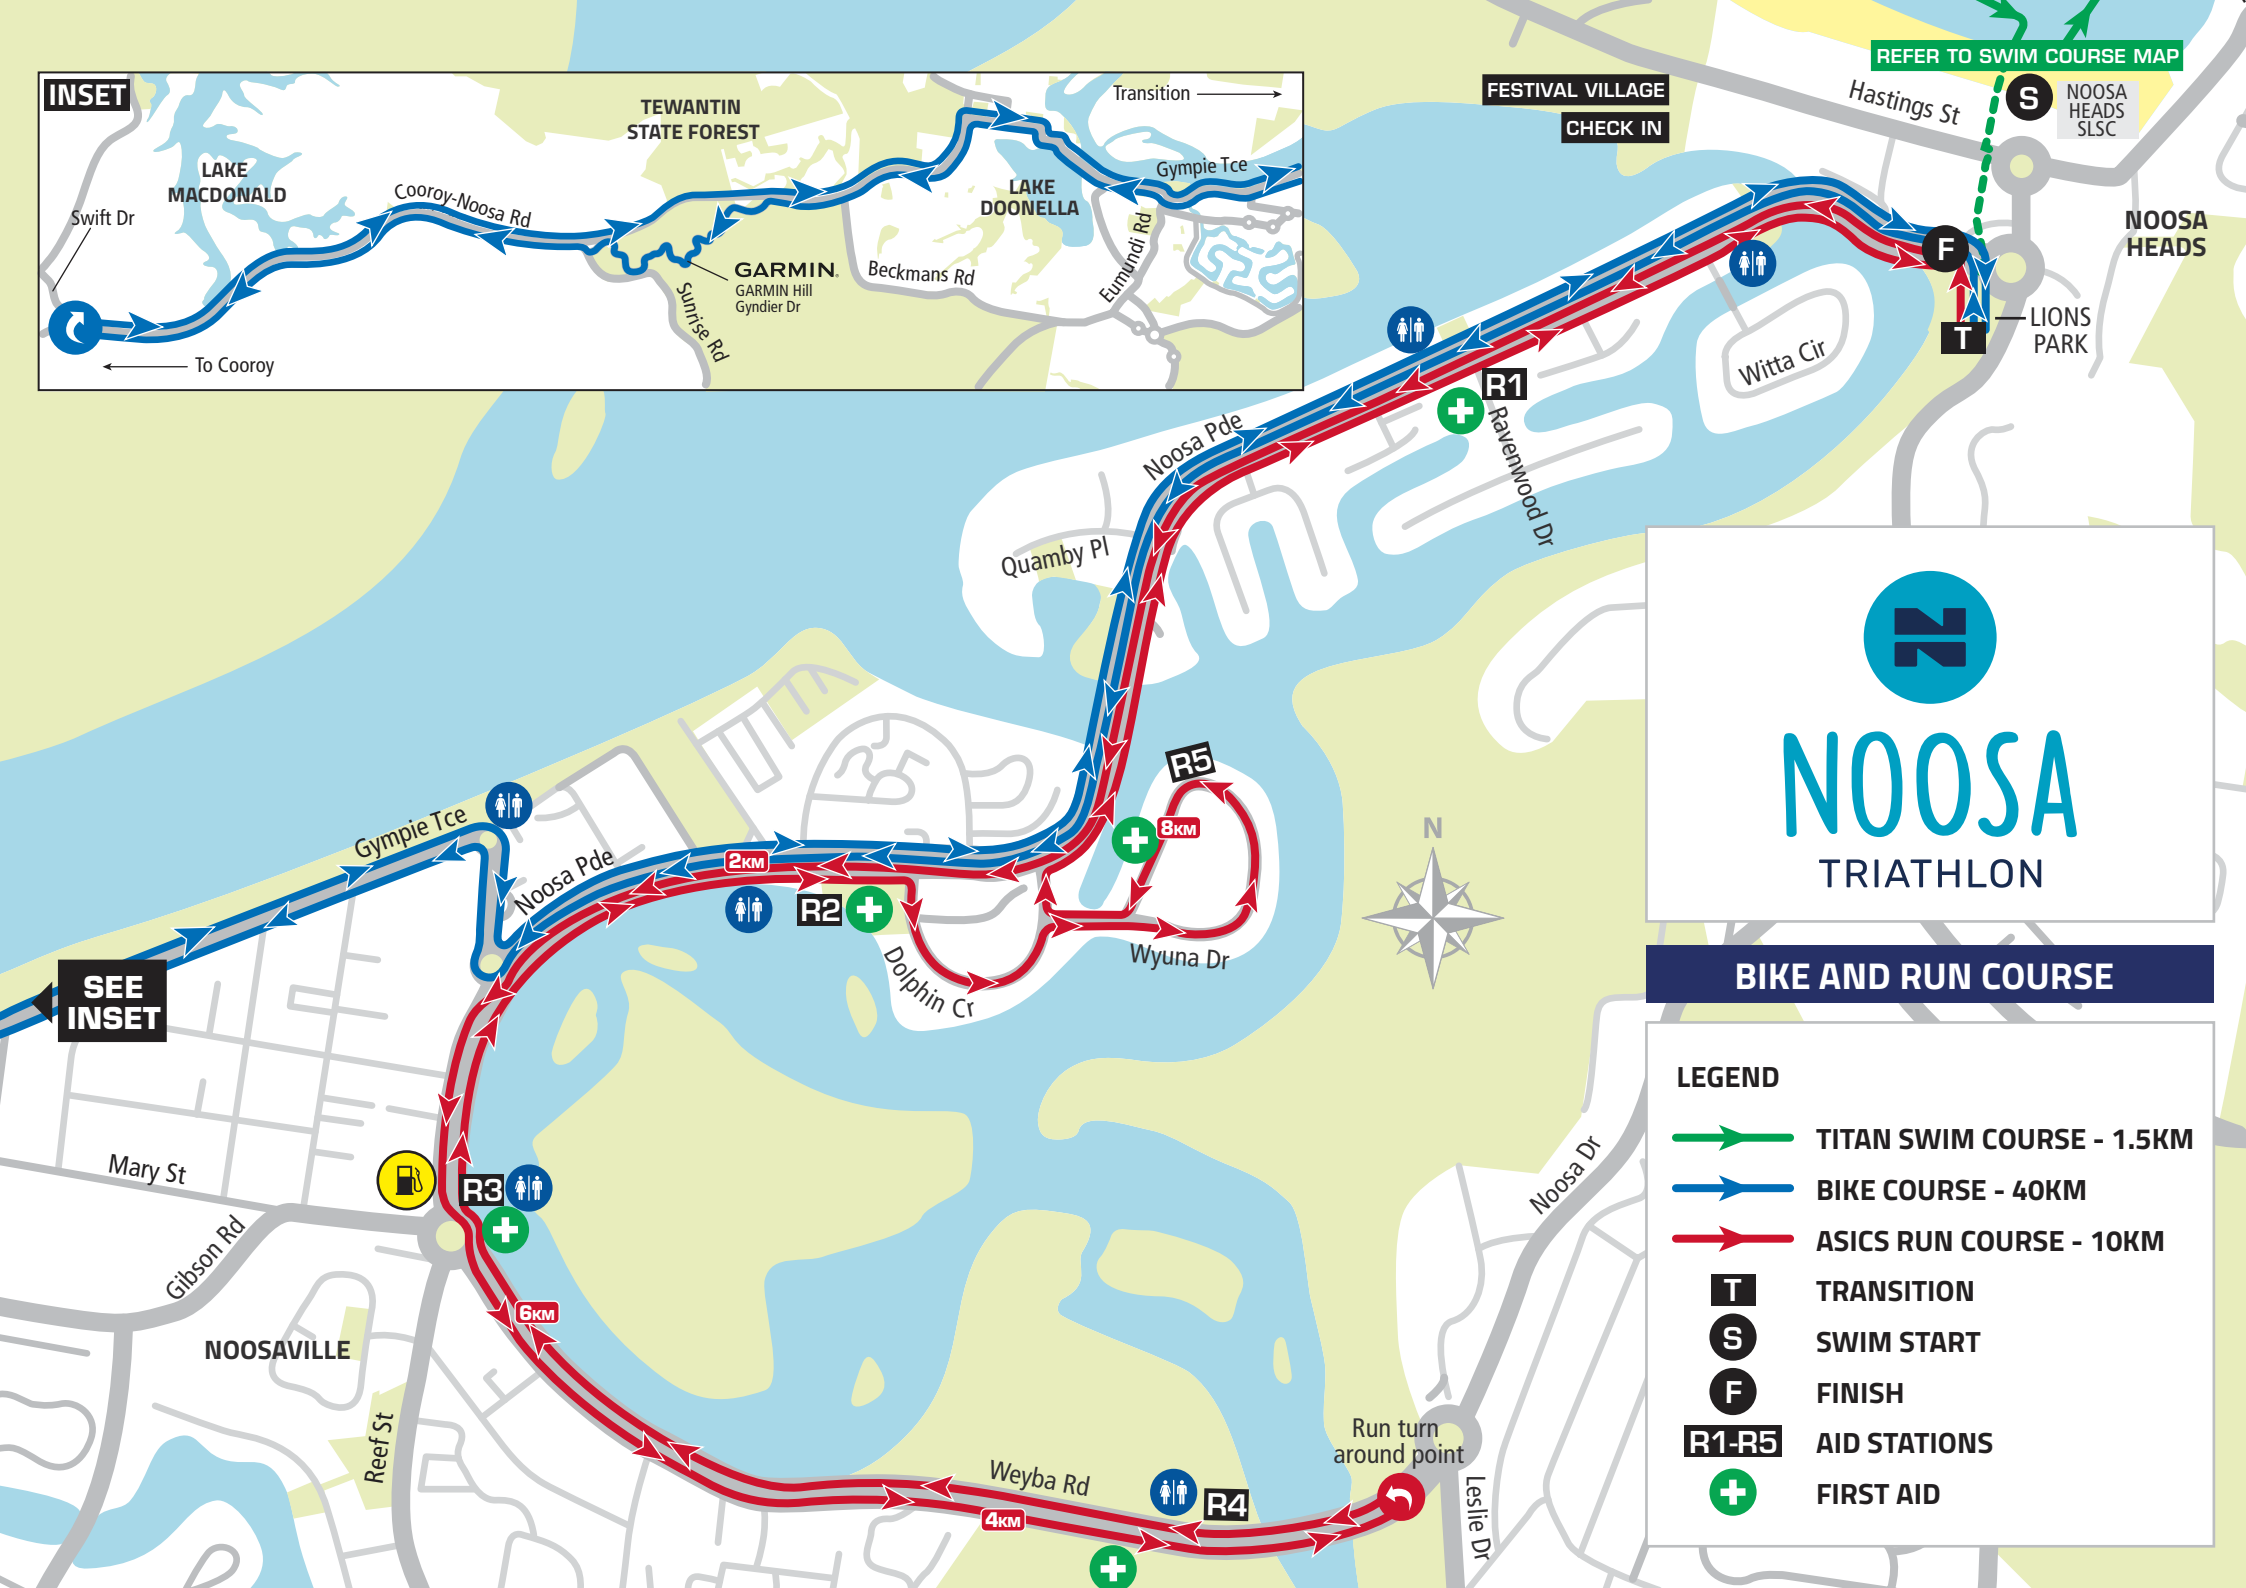 INSET
Transition
TEWANTIN
STATE FOREST
LAKE
MACDONALD
Cooroy-Noosa Rd
Swift Dr
LAKE
DOONELLA
Gympie Tce
Eumundi Rd
Beckmans Rd
GARMIN.
GARMIN Hill
Gyndier Dr
Sunrise Rd
To Cooroy
REFER TO SWIM COURSE MAP
FESTIVAL VILLAGE
CHECK IN
Hastings St
S
NOOSA
HEADS
SLSC
NOOSA
HEADS
F
T
LIONS
PARK
Witta Cir
R1
Ravenwood Dr
Noosa Pde
Quamby Pl
R5
8KM
Gympie Tce
Noosa Pde
2KM
R2
Dolphin Cr
Wyuna Dr
N
SEE
INSET
Mary St
Gibson Rd
R3
6KM
NOOSAVILLE
Reef St
Weyba Rd
4KM
R4
Run turn
around point
Leslie Dr
Noosa Dr
N
NOOSA
TRIATHLON
BIKE AND RUN COURSE
LEGEND
TITAN SWIM COURSE - 1.5KM
BIKE COURSE - 40KM
ASICS RUN COURSE - 10KM
T TRANSITION
S SWIM START
F FINISH
R1-R5 AID STATIONS
FIRST AID